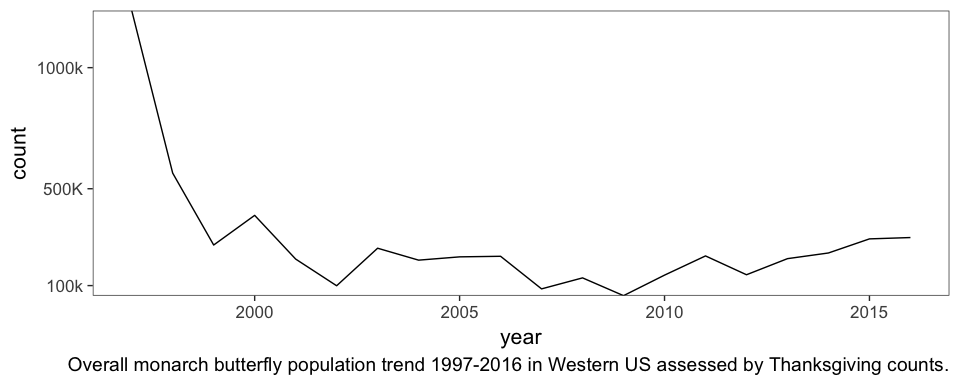 count
1000k
500K
100k
2000 2005 2010 2015
year
Overall monarch butterfly population trend 1997-2016 in Western US assessed by Thanksgiving counts.